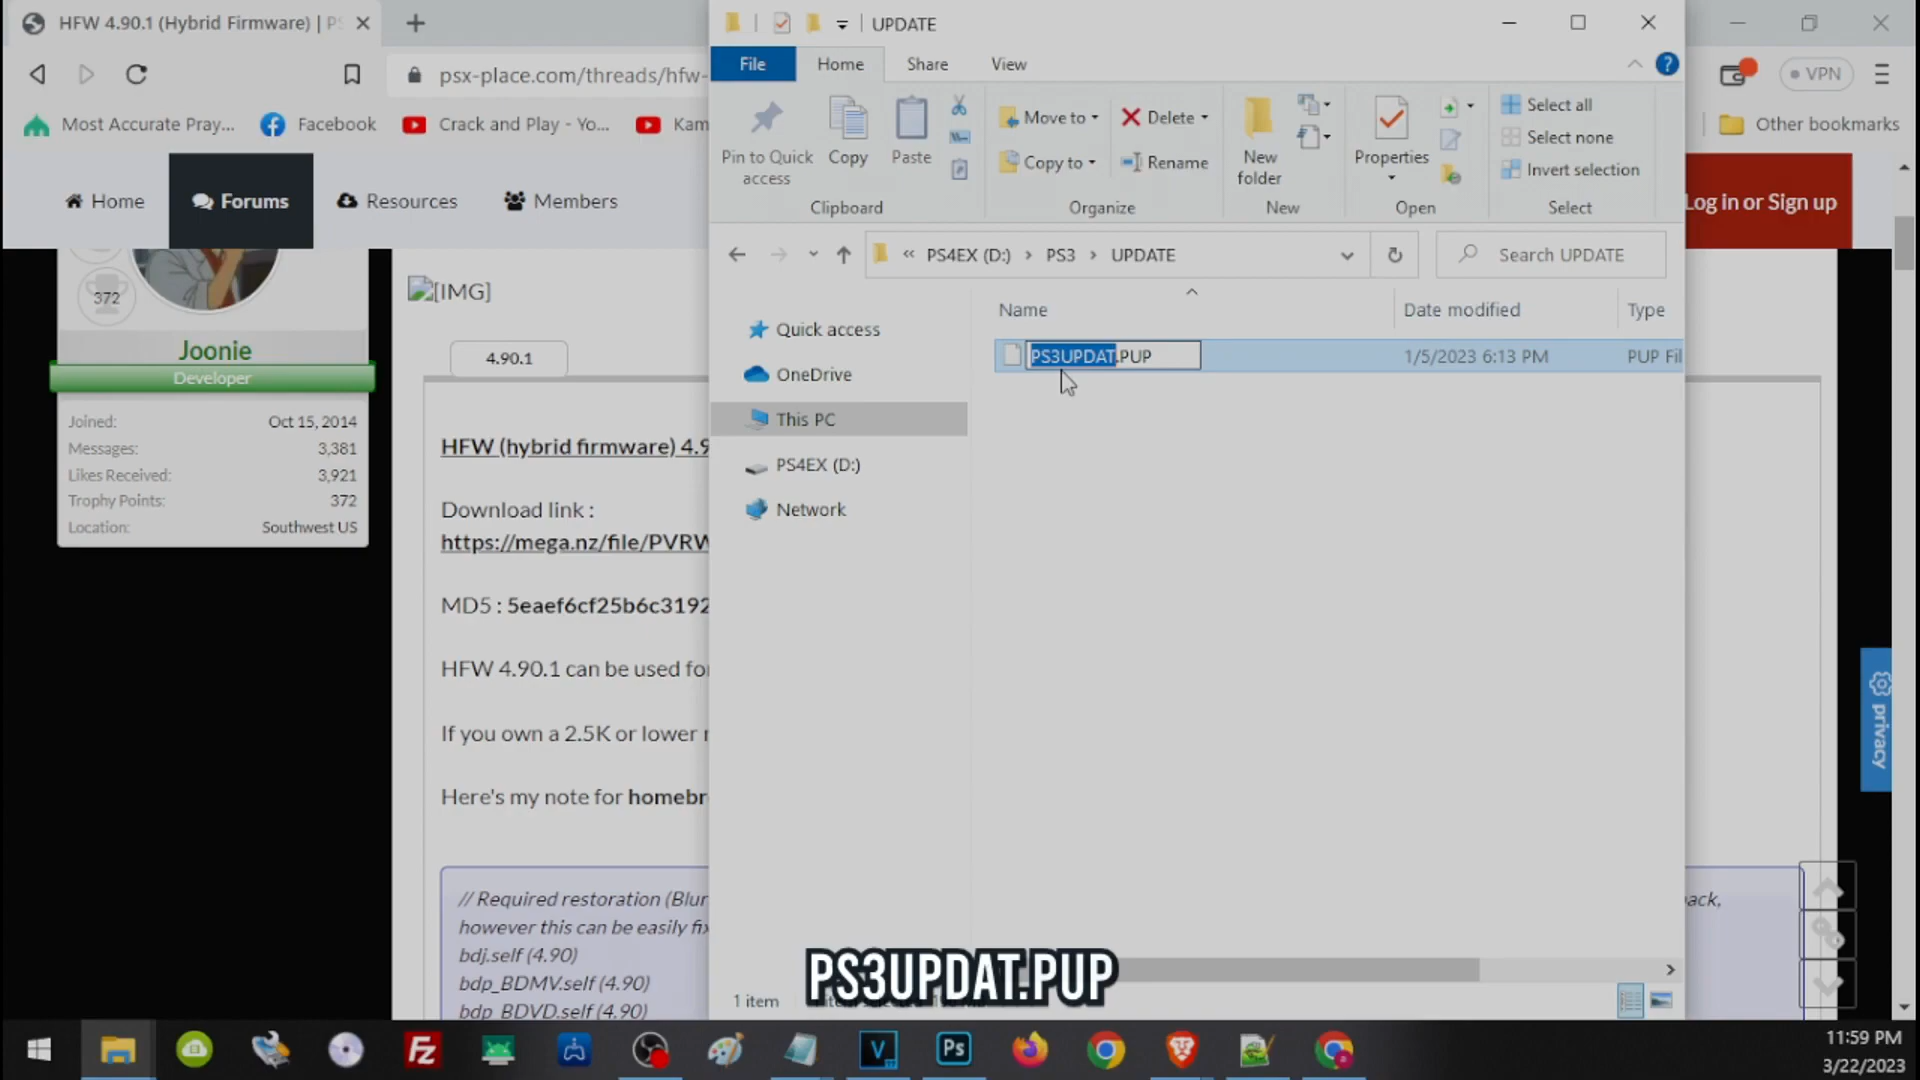 HFW 4.90.1 (Hybrid Firmware) | PS
UPDATE
psx-place.com/threads/hfw-
VPN
Most Accurate Pray...
Facebook
Crack and Play - Yo...
Kam
Other bookmarks
File
Home
Share
View
Pin to Quick access
Copy
Paste
Move to
Copy to
Delete
Rename
New folder
Properties
Select all
Select none
Invert selection
Clipboard
Organize
New
Open
Select
Home
Forums
Resources
Members
Log in or Sign up
« PS4EX (D:) › PS3 › UPDATE
Search UPDATE
Name
Date modified
Type
PS3UPDAT.PUP
1/5/2023 6:13 PM
PUP Fil
Quick access
OneDrive
This PC
PS4EX (D:)
Network
372
Joonie
Developer
Joined: Oct 15, 2014
Messages: 3,381
Likes Received: 3,921
Trophy Points: 372
Location: Southwest US
[IMG]
4.90.1
HFW (hybrid firmware) 4.9
Download link :
https://mega.nz/file/PVRW
MD5 : 5eaef6cf25b6c3192
HFW 4.90.1 can be used for
If you own a 2.5K or lower
Here's my note for homebr
// Required restoration (Blur
ack,
however this can be easily fix
bdj.self (4.90)
bdp_BDMV.self (4.90)
bdp_BDVD.self (4.90)
privacy
1 item
PS3UPDAT.PUP
11:59 PM
3/22/2023